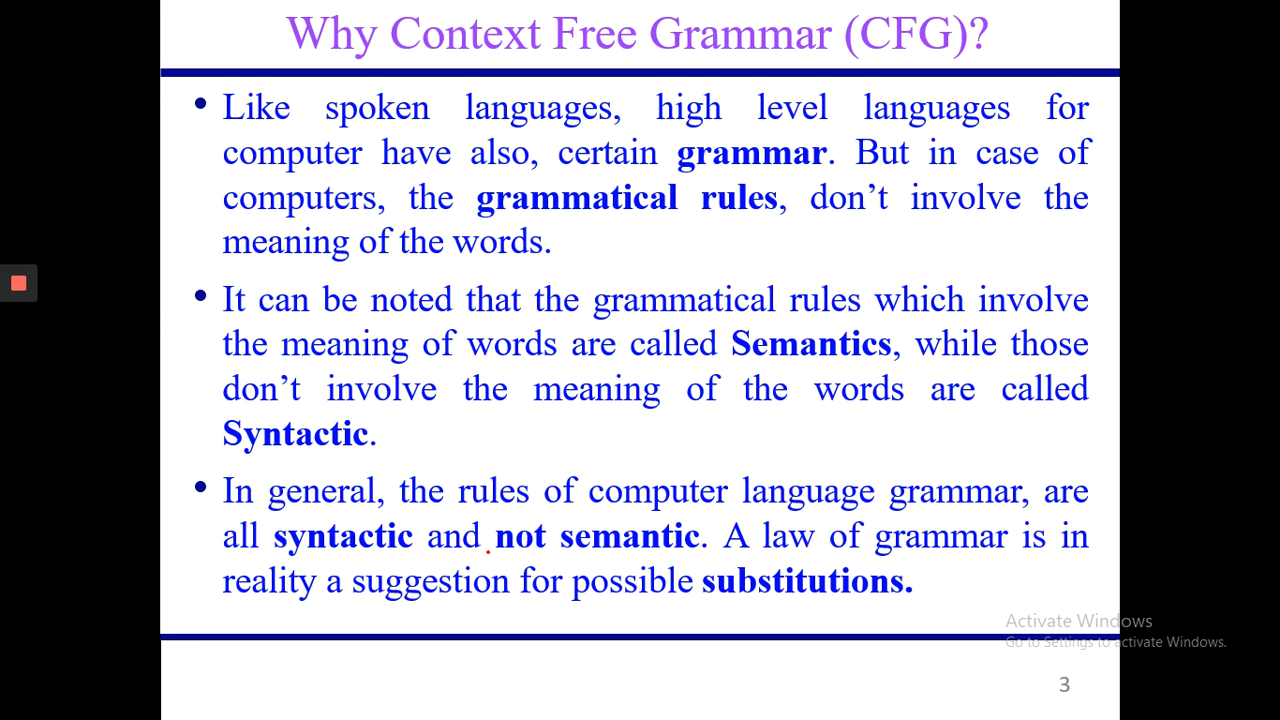 Why Context Free Grammar (CFG)?
• Like spoken languages, high level languages for
computer have also, certain grammar. But in case of
computers, the grammatical rules, don’t involve the
meaning of the words.
• It can be noted that the grammatical rules which involve
the meaning of words are called Semantics, while those
don’t involve the meaning of the words are called
Syntactic.
• In general, the rules of computer language grammar, are
all syntactic and not semantic. A law of grammar is in
reality a suggestion for possible substitutions.
Activate Windows
Go to Settings to activate Windows.
3